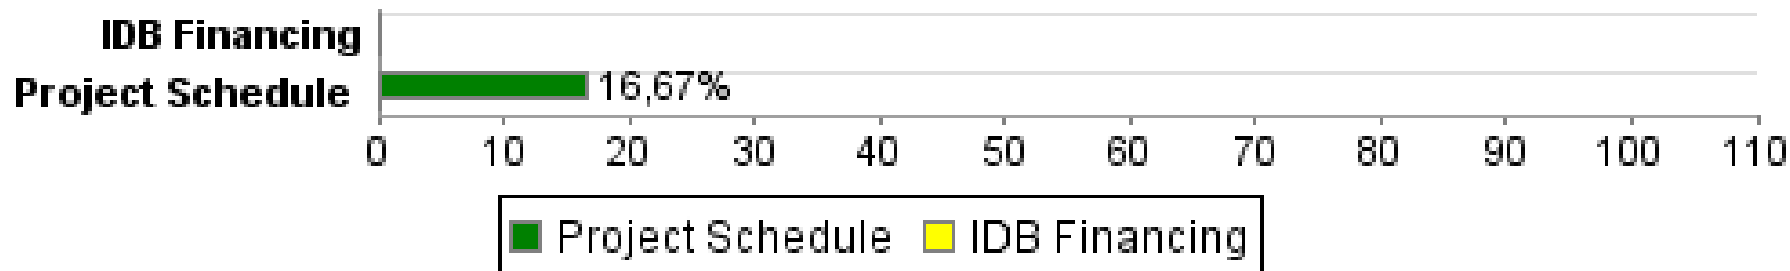 IDB Financing
Project Schedule 16,67%
0 10 20 30 40 50 60 70 80 90 100 110
Project Schedule IDB Financing